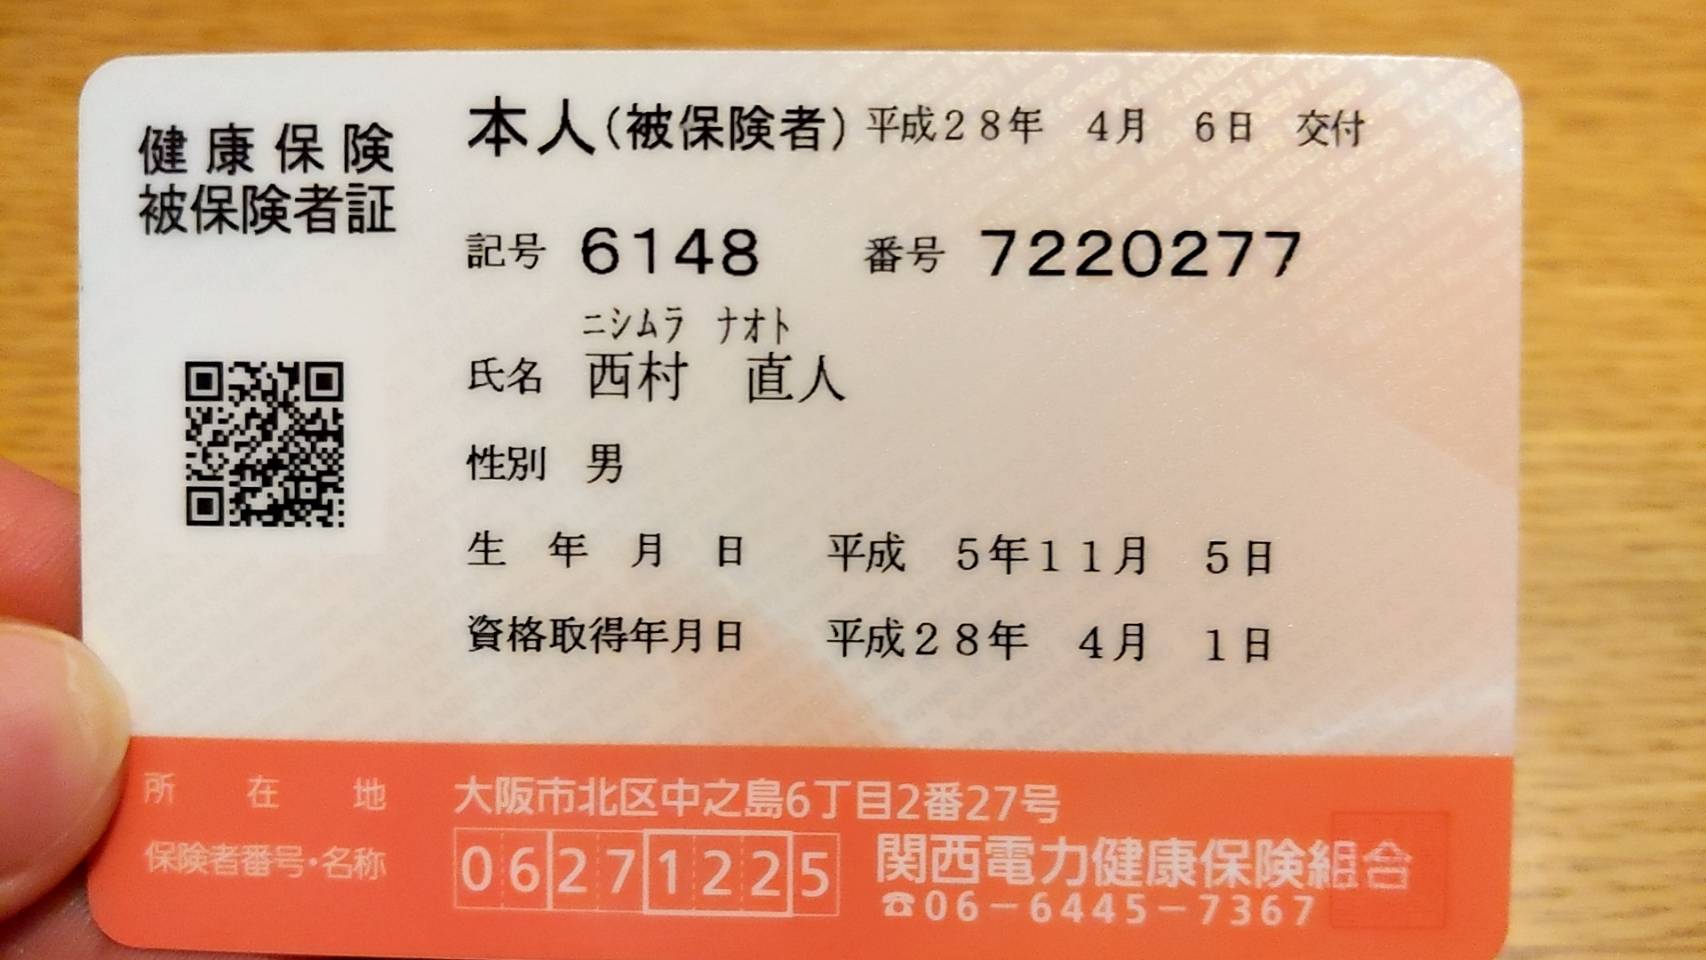 健康保険
被保険者証
本人(被保険者) 平成28年 4月 6日 交付
記号 6148 番号 7220277
ニシムラ ナオト
氏名 西村 直人
性別 男
生年月日 平成 5年11月 5日
資格取得年月日 平成28年 4月 1日
所在地 大阪市北区中之島6丁目2番27号
保険者番号・名称 06271225 関西電力健康保険組合
☎06-6445-7367